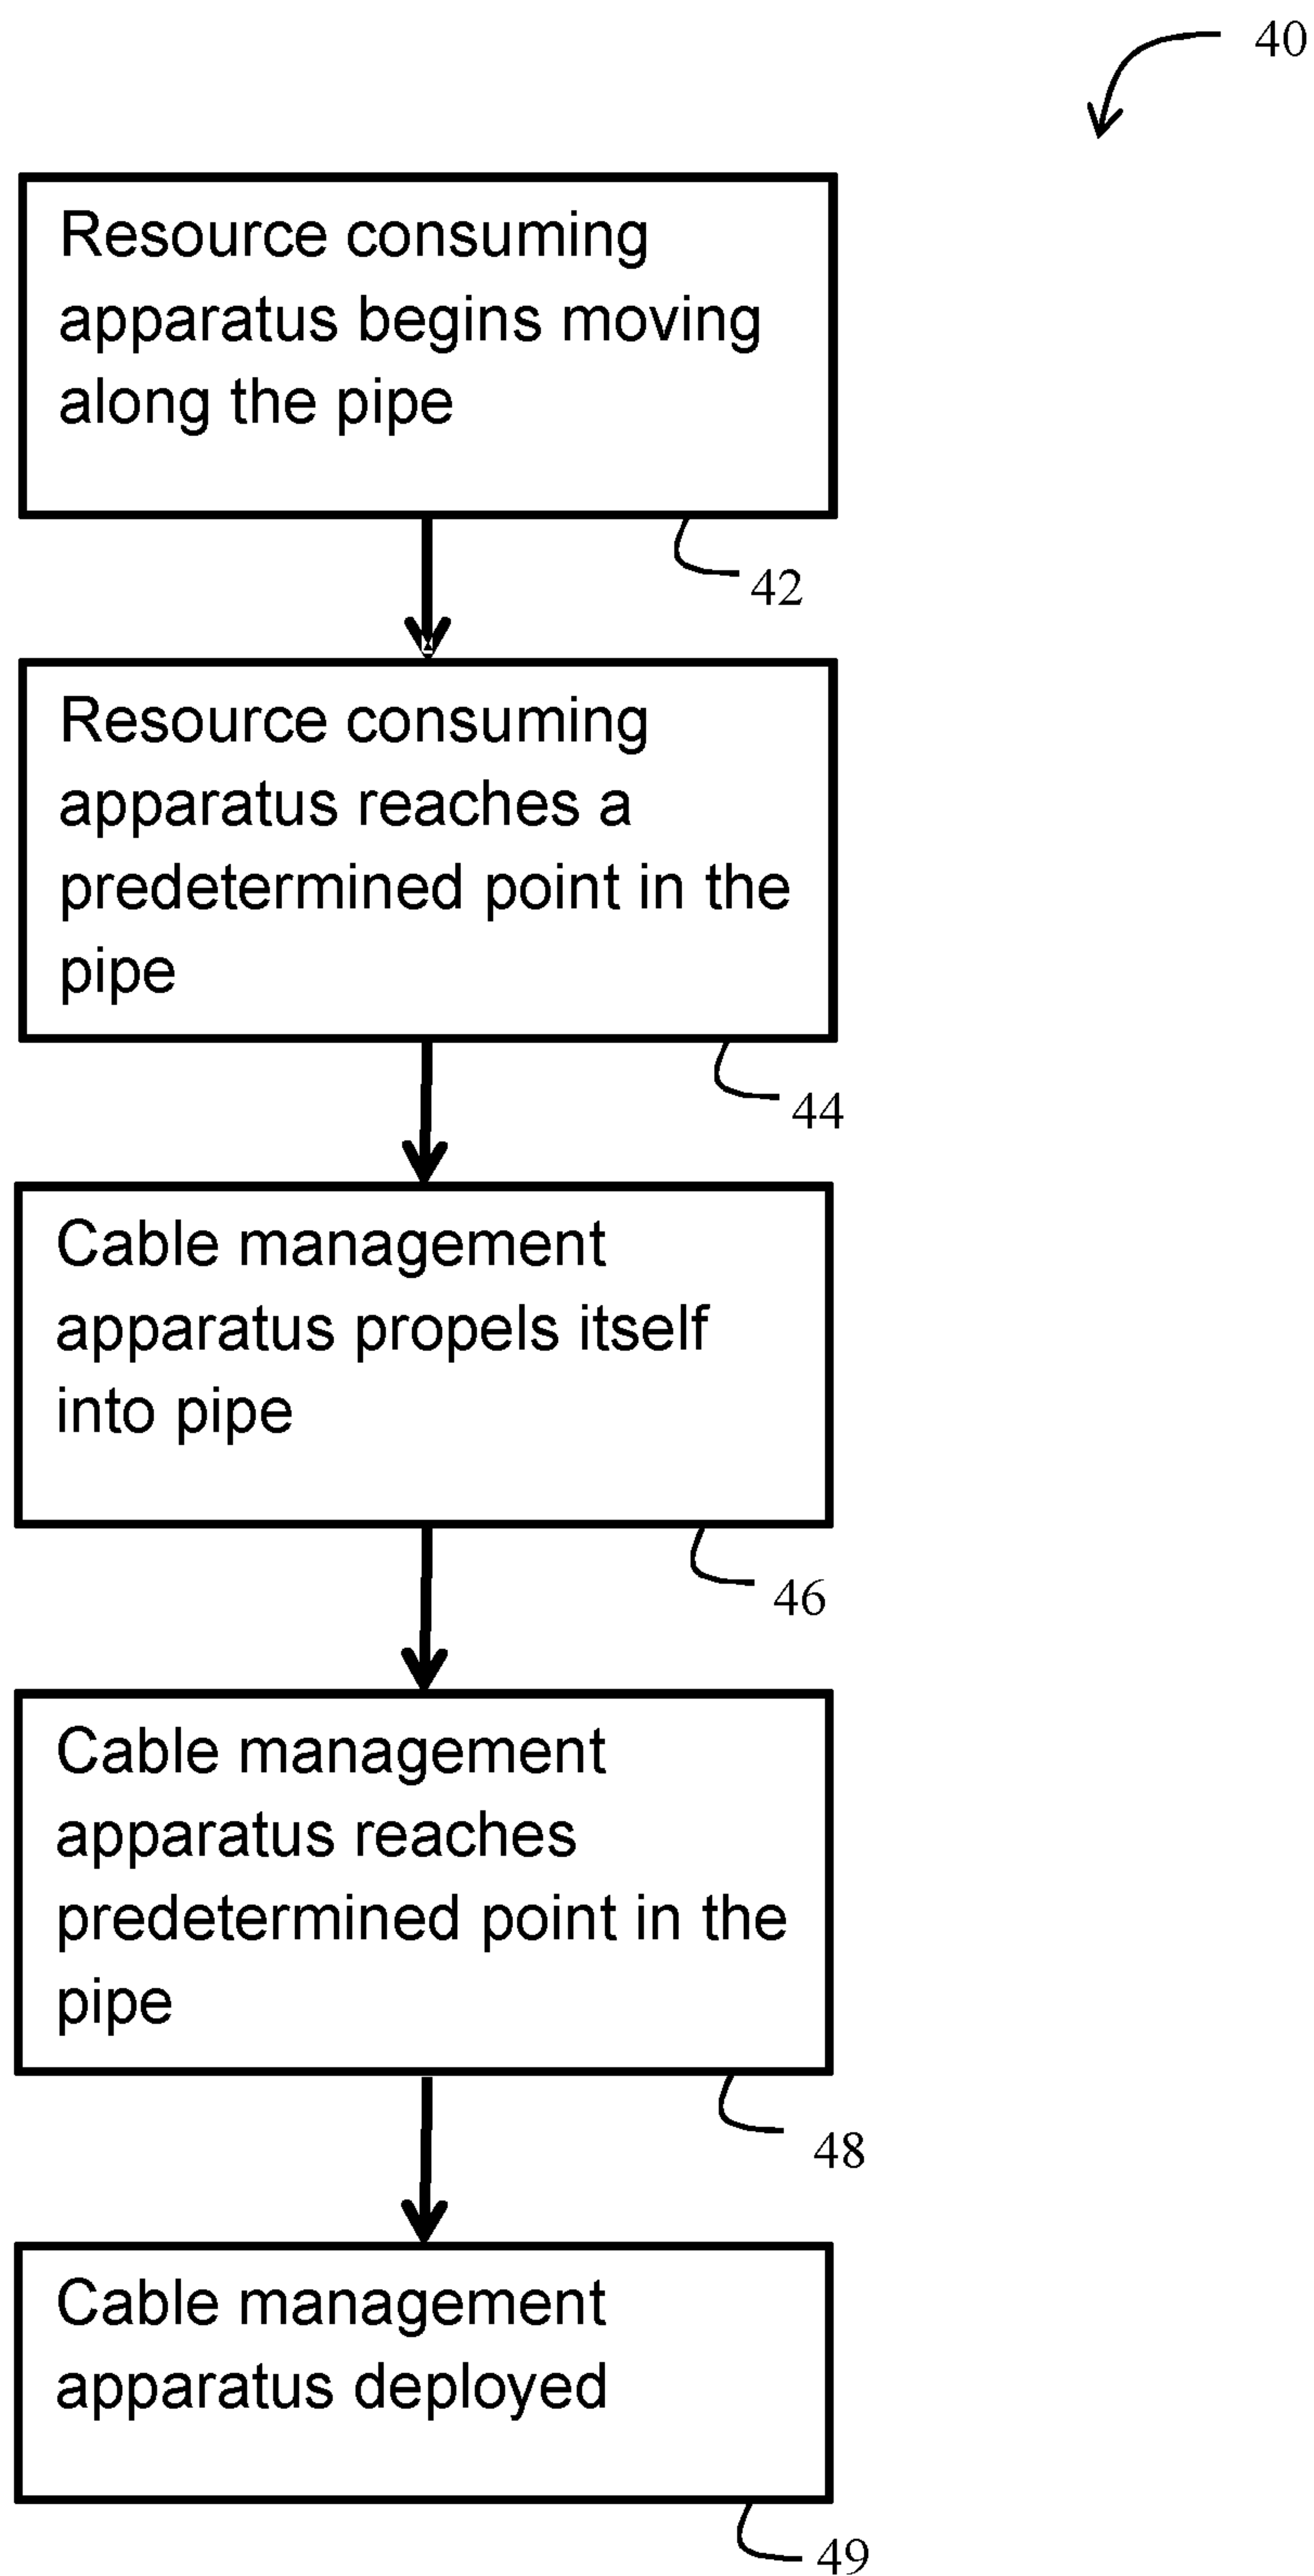 40
Resource consuming
apparatus begins moving
along the pipe
42
Resource consuming
apparatus reaches a
predetermined point in the
pipe
44
Cable management
apparatus propels itself
into pipe
46
Cable management
apparatus reaches
predetermined point in the
pipe
48
Cable management
apparatus deployed
49